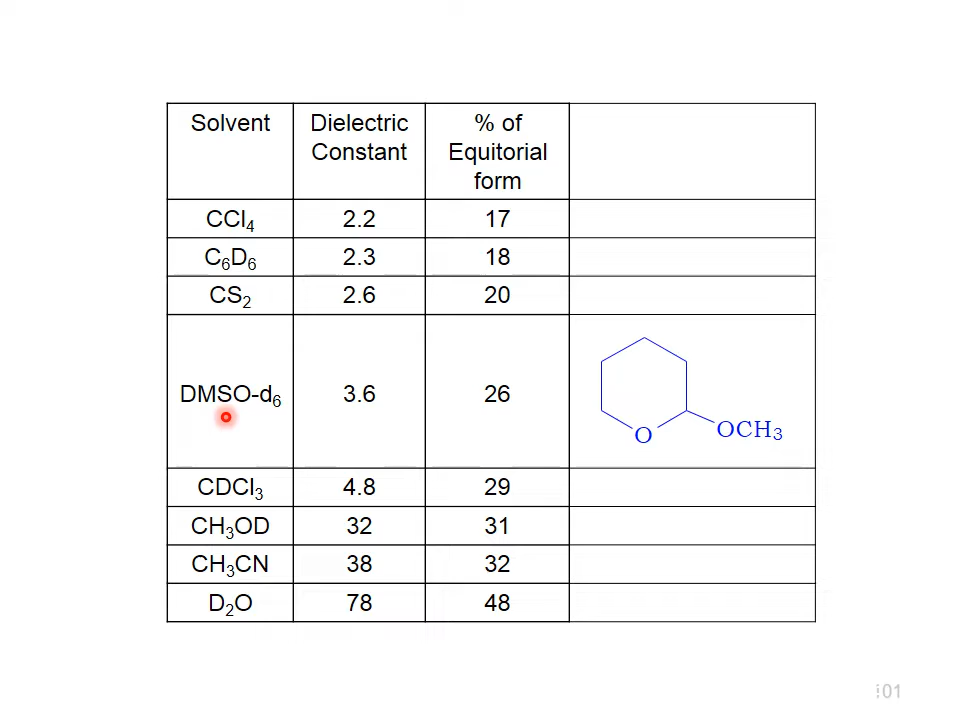 Solvent Dielectric Constant % of Equitorial form
CCl4 2.2 17
C6D6 2.3 18
CS2 2.6 20
DMSO-d6 3.6 26
O OCH3
CDCl3 4.8 29
CH3OD 32 31
CH3CN 38 32
D2O 78 48